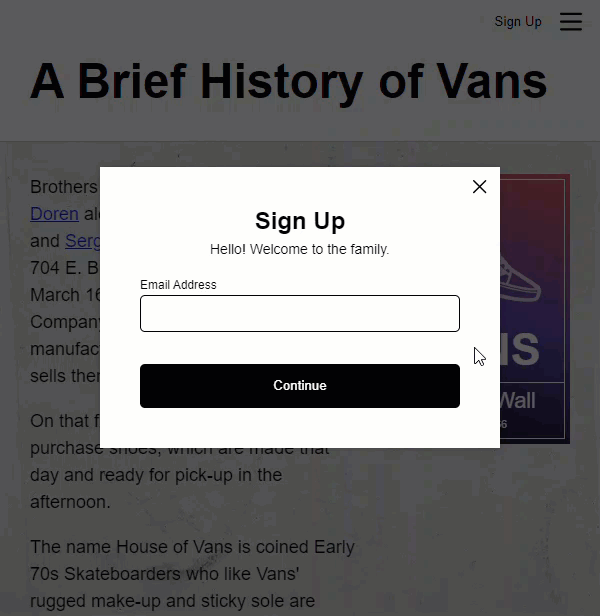 Sign Up
A Brief History of Vans
Brothers
Doren
and Serg
704 E. B
March 16
Company
manufac
sells ther
On that f
purchase shoes, which are made that
day and ready for pick-up in the
afternoon.
The name House of Vans is coined Early
70s Skateboarders who like Vans'
rugged make-up and sticky sole are
Sign Up
Hello! Welcome to the family.
Email Address
Continue
NS
Wall
6